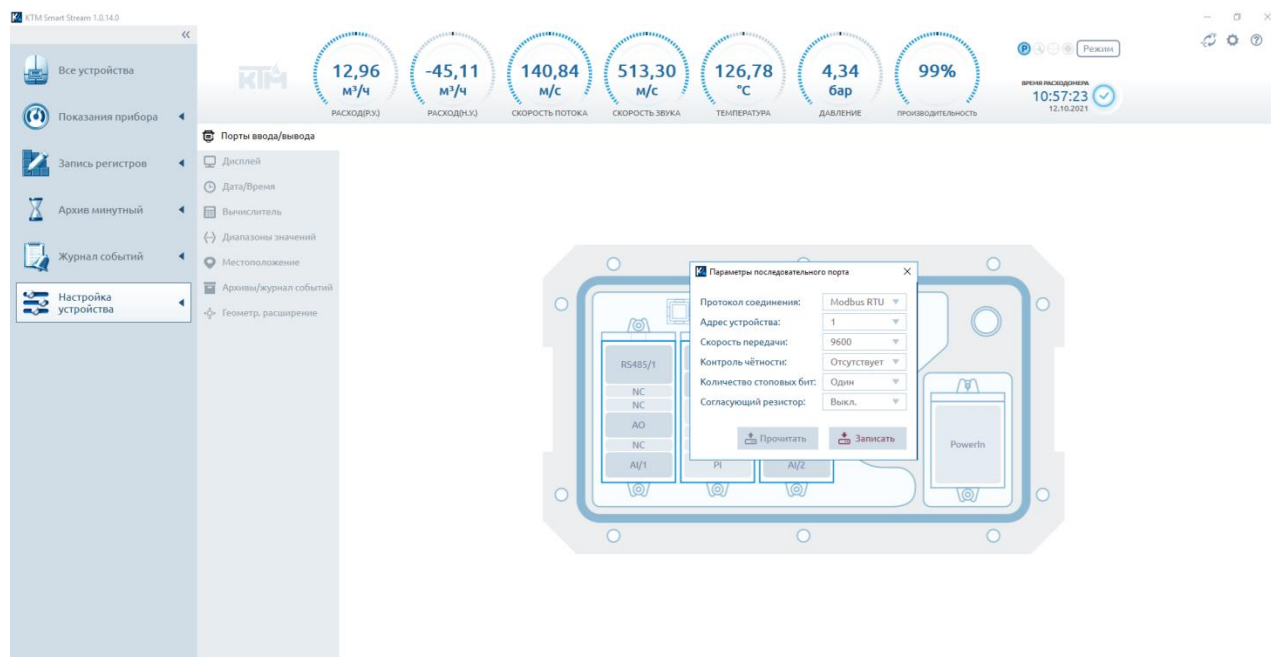 KTM Smart Stream 1.0.14.0
Все устройства
Показания прибора
Запись регистров
Архив минутный
Журнал событий
Настройка
устройства
КТМ
12,96
м³/ч
РАСХОД(Р.У.)
-45,11
м³/ч
РАСХОД(Н.У.)
140,84
м/с
СКОРОСТЬ ПОТОКА
513,30
м/с
СКОРОСТЬ ЗВУКА
126,78
°C
ТЕМПЕРАТУРА
4,34
бар
ДАВЛЕНИЕ
99%
ПРОИЗВОДИТЕЛЬНОСТЬ
P
Режим
ВРЕМЯ РАСХОДОМЕРА
10:57:23
12.10.2021
Порты ввода/вывода
Дисплей
Дата/Время
Вычислитель
Диапазоны значений
Местоположение
Архивы/журнал событий
Геометр. расширение
Параметры последовательного порта
Протокол соединения: Modbus RTU
Адрес устройства: 1
Скорость передачи: 9600
Контроль чётности: Отсутствует
Количество стоповых бит: Один
Согласующий резистор: Выкл.
Прочитать
Записать
RS485/1
NC
NC
AO
NC
AI/1
PI
AI/2
PowerIn